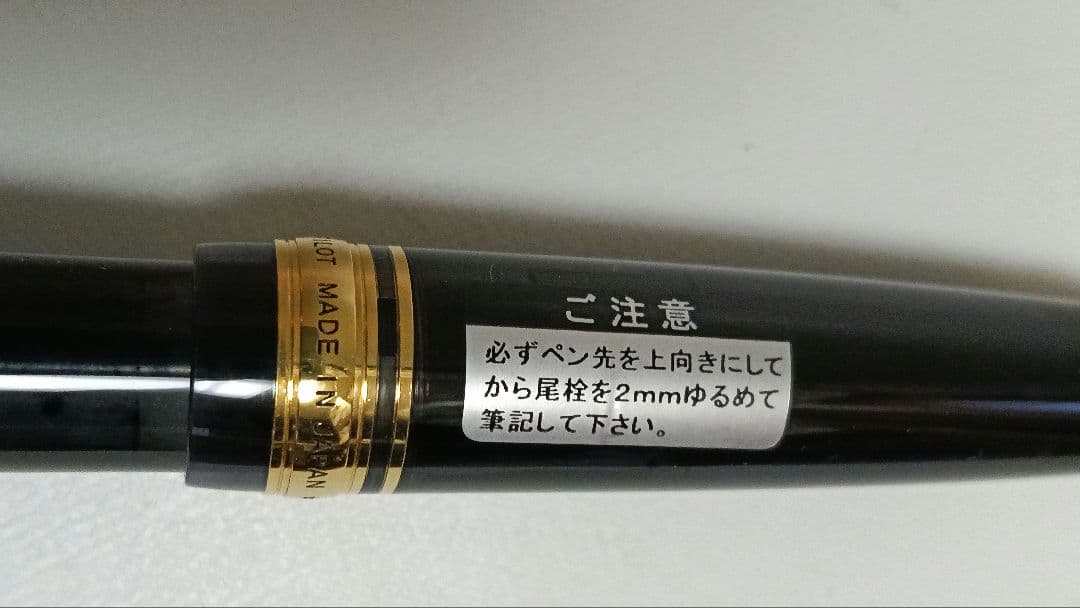 MADE IN JAPAN
ご注意
必ずペン先を上向きにして
から尾栓を2mmゆるめて
筆記して下さい。